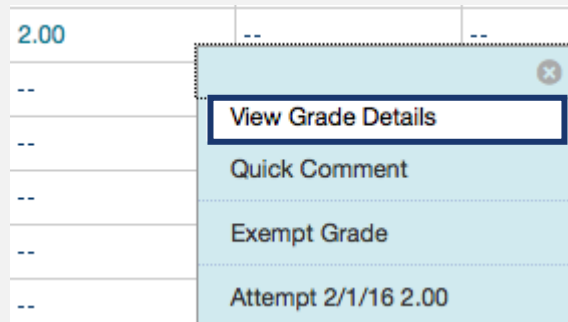 2.00 -- --
--
View Grade Details
--
Quick Comment
--
Exempt Grade
--
Attempt 2/1/16 2.00
--